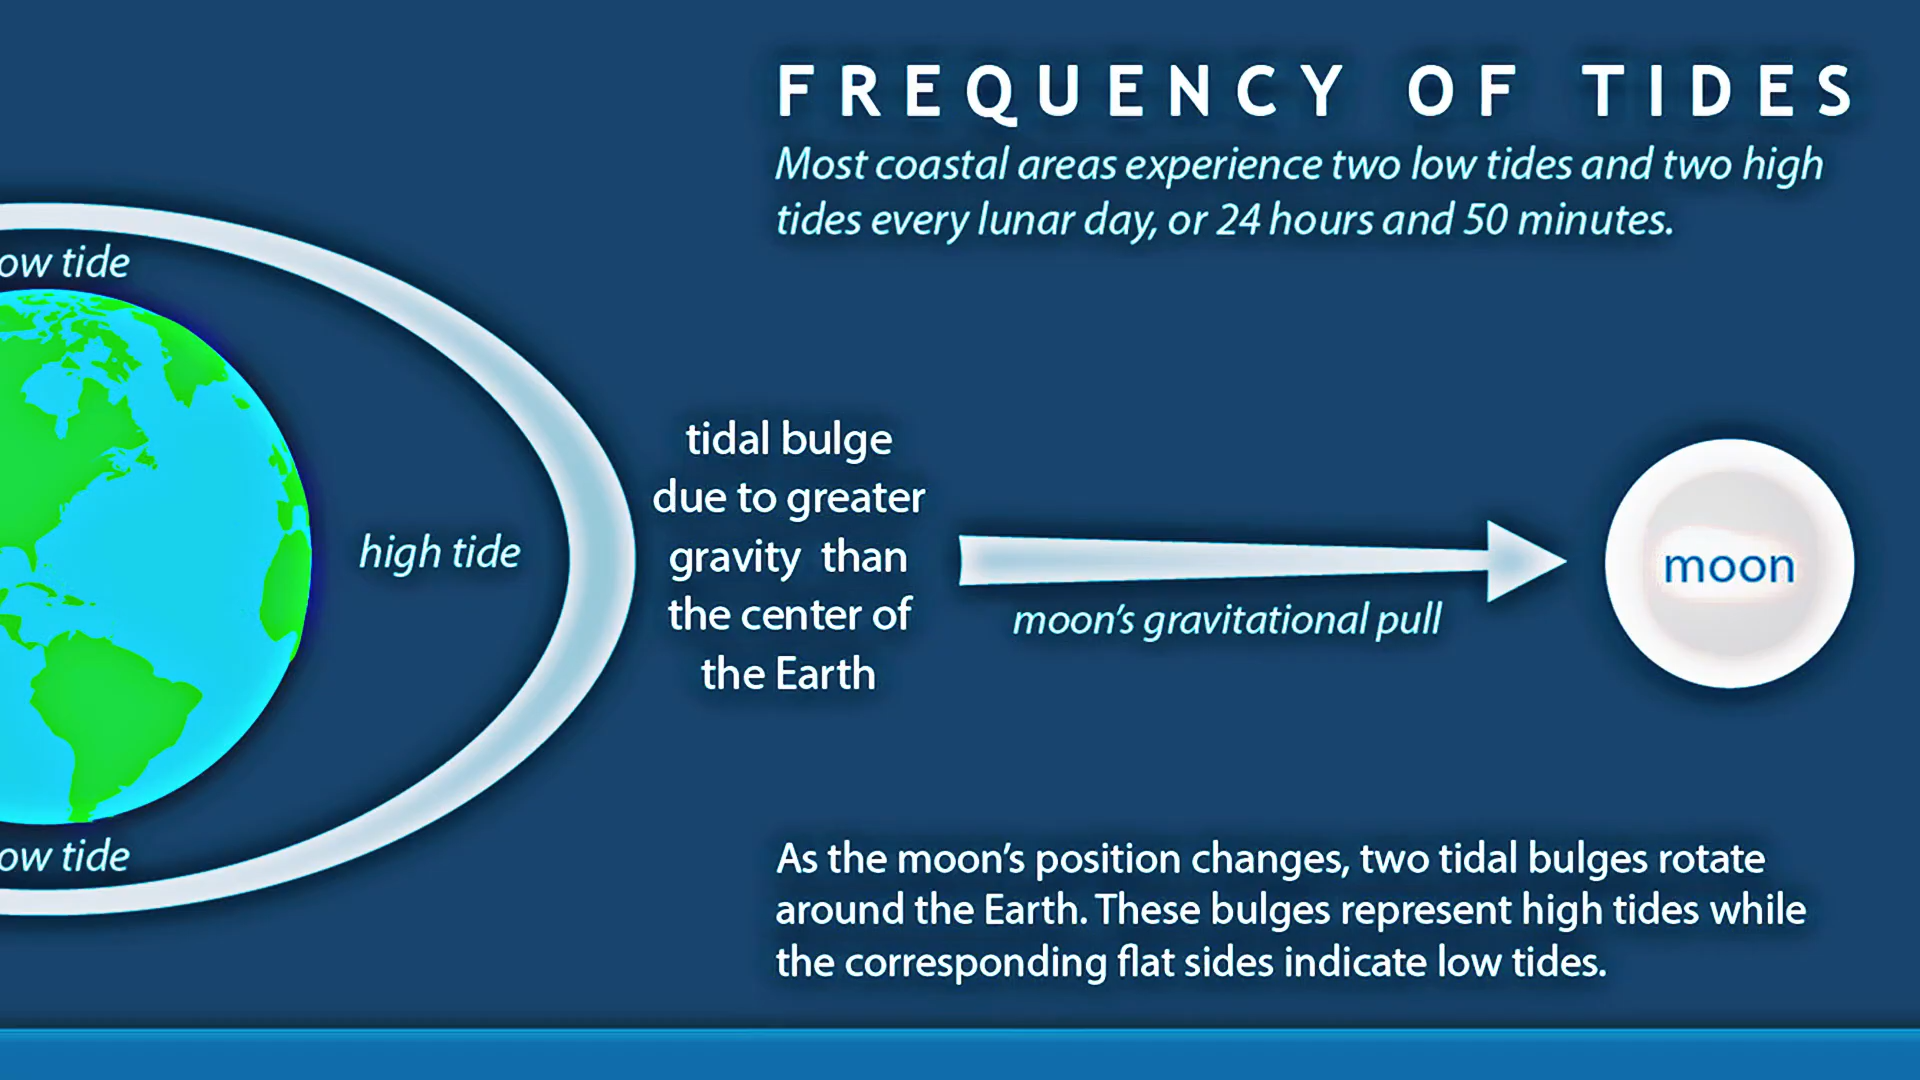 FREQUENCY OF TIDES
Most coastal areas experience two low tides and two high
tides every lunar day, or 24 hours and 50 minutes.
ow tide
high tide
tidal bulge
due to greater
gravity than
the center of
the Earth
moon's gravitational pull
moon
ow tide
As the moon's position changes, two tidal bulges rotate
around the Earth. These bulges represent high tides while
the corresponding flat sides indicate low tides.